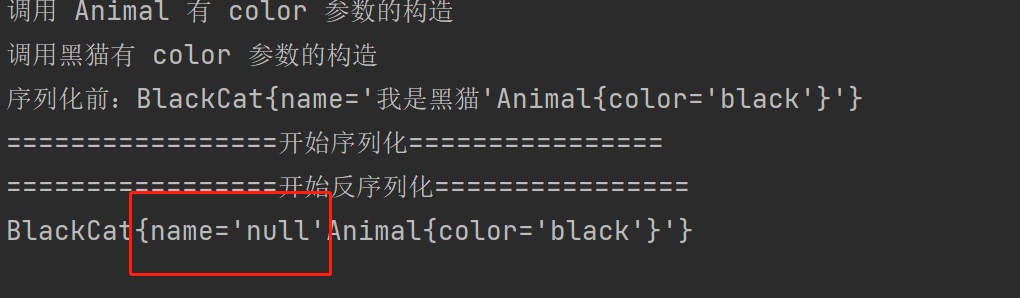 调用 Animal 有 color 参数的构造
调用黑猫有 color 参数的构造
序列化前：BlackCat{name='我是黑猫'Animal{color='black'}'}
=================开始序列化================
=================开始反序列化================
BlackCat{name='null'Animal{color='black'}'}